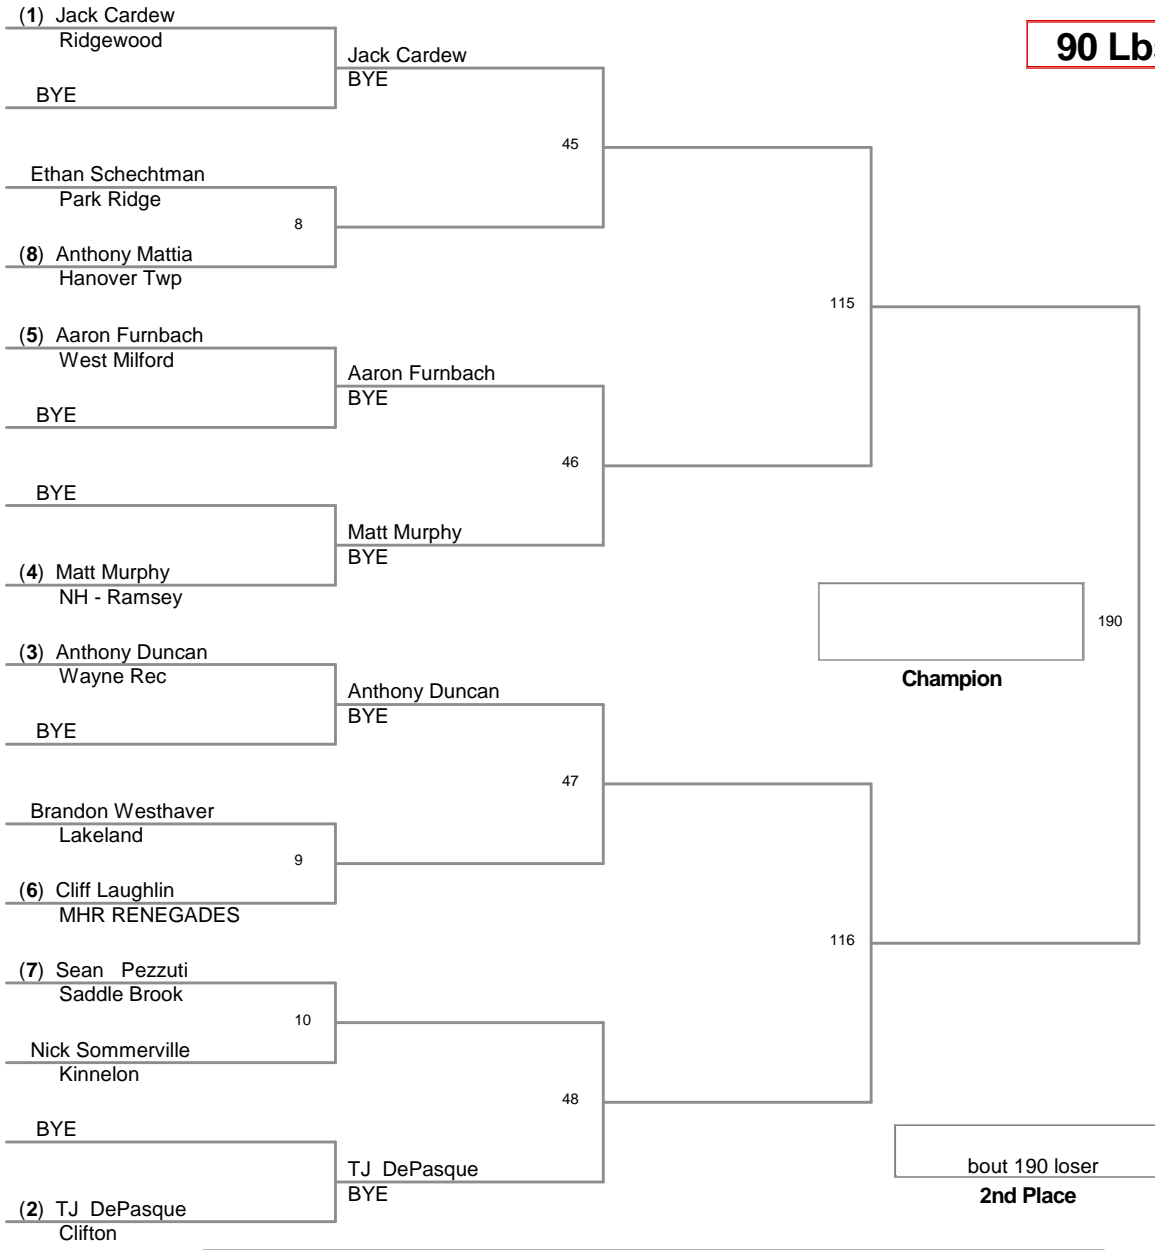 (1) Jack Cardew
Ridgewood
BYE
Ethan Schechtman
Park Ridge
8
(8) Anthony Mattia
Hanover Twp
(5) Aaron Furnbach
West Milford
BYE
BYE
(4) Matt Murphy
NH - Ramsey
(3) Anthony Duncan
Wayne Rec
BYE
Brandon Westhaver
Lakeland
9
(6) Cliff Laughlin
MHR RENEGADES
(7) Sean Pezzuti
Saddle Brook
10
Nick Sommerville
Kinnelon
BYE
(2) TJ DePasque
Clifton
Jack Cardew
BYE
45
Aaron Furnbach
BYE
46
Matt Murphy
BYE
Anthony Duncan
BYE
47
48
TJ DePasque
BYE
115
116
90 Lbs
190
Champion
bout 190 loser
2nd Place